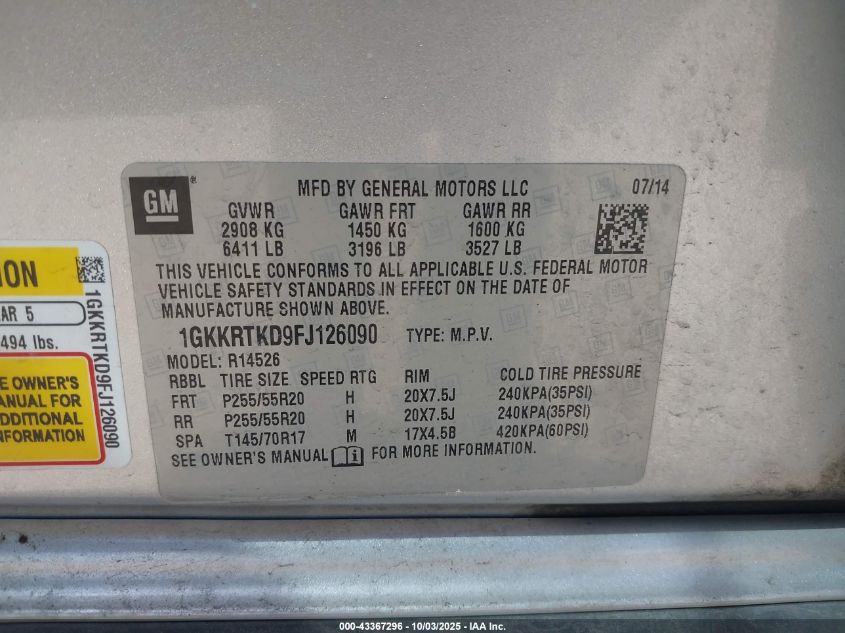 GM
MFD BY GENERAL MOTORS LLC 07/14
GVWR GAWR FRT GAWR RR
2908 KG 1450 KG 1600 KG
6411 LB 3196 LB 3527 LB
THIS VEHICLE CONFORMS TO ALL APPLICABLE U.S. FEDERAL MOTOR
VEHICLE SAFETY STANDARDS IN EFFECT ON THE DATE OF
MANUFACTURE SHOWN ABOVE.
1GKKRTKD9FJ126090 TYPE: M.P.V.
MODEL: R14526
RBBL TIRE SIZE SPEED RTG RIM COLD TIRE PRESSURE
FRT P255/55R20 H 20X7.5J 240KPA(35PSI)
RR P255/55R20 H 20X7.5J 240KPA(35PSI)
SPA T145/70R17 M 17X4.5B 420KPA(60PSI)
SEE OWNER'S MANUAL FOR MORE INFORMATION.
ION
AR 5
494 lbs.
E OWNER'S
ANUAL FOR
ADDITIONAL
FORMATION
1GKKRTKD9FJ126090
000-43367296 - 10/03/2025 - IAA Inc.